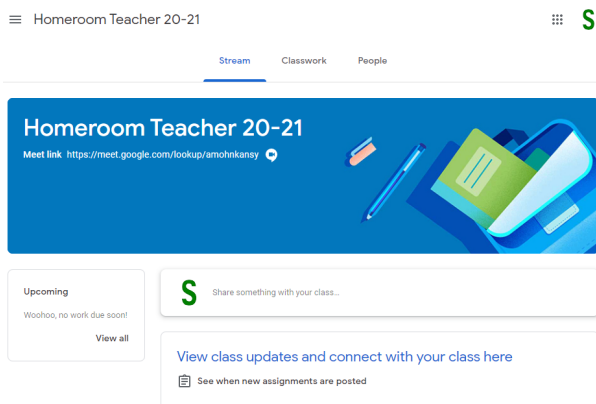 Homeroom Teacher 20-21
S
Stream Classwork People
Homeroom Teacher 20-21
Meet link https://meet.google.com/lookup/amohnkansy
Upcoming
Woohoo, no work due soon!
View all
S
Share something with your class...
View class updates and connect with your class here
See when new assignments are posted